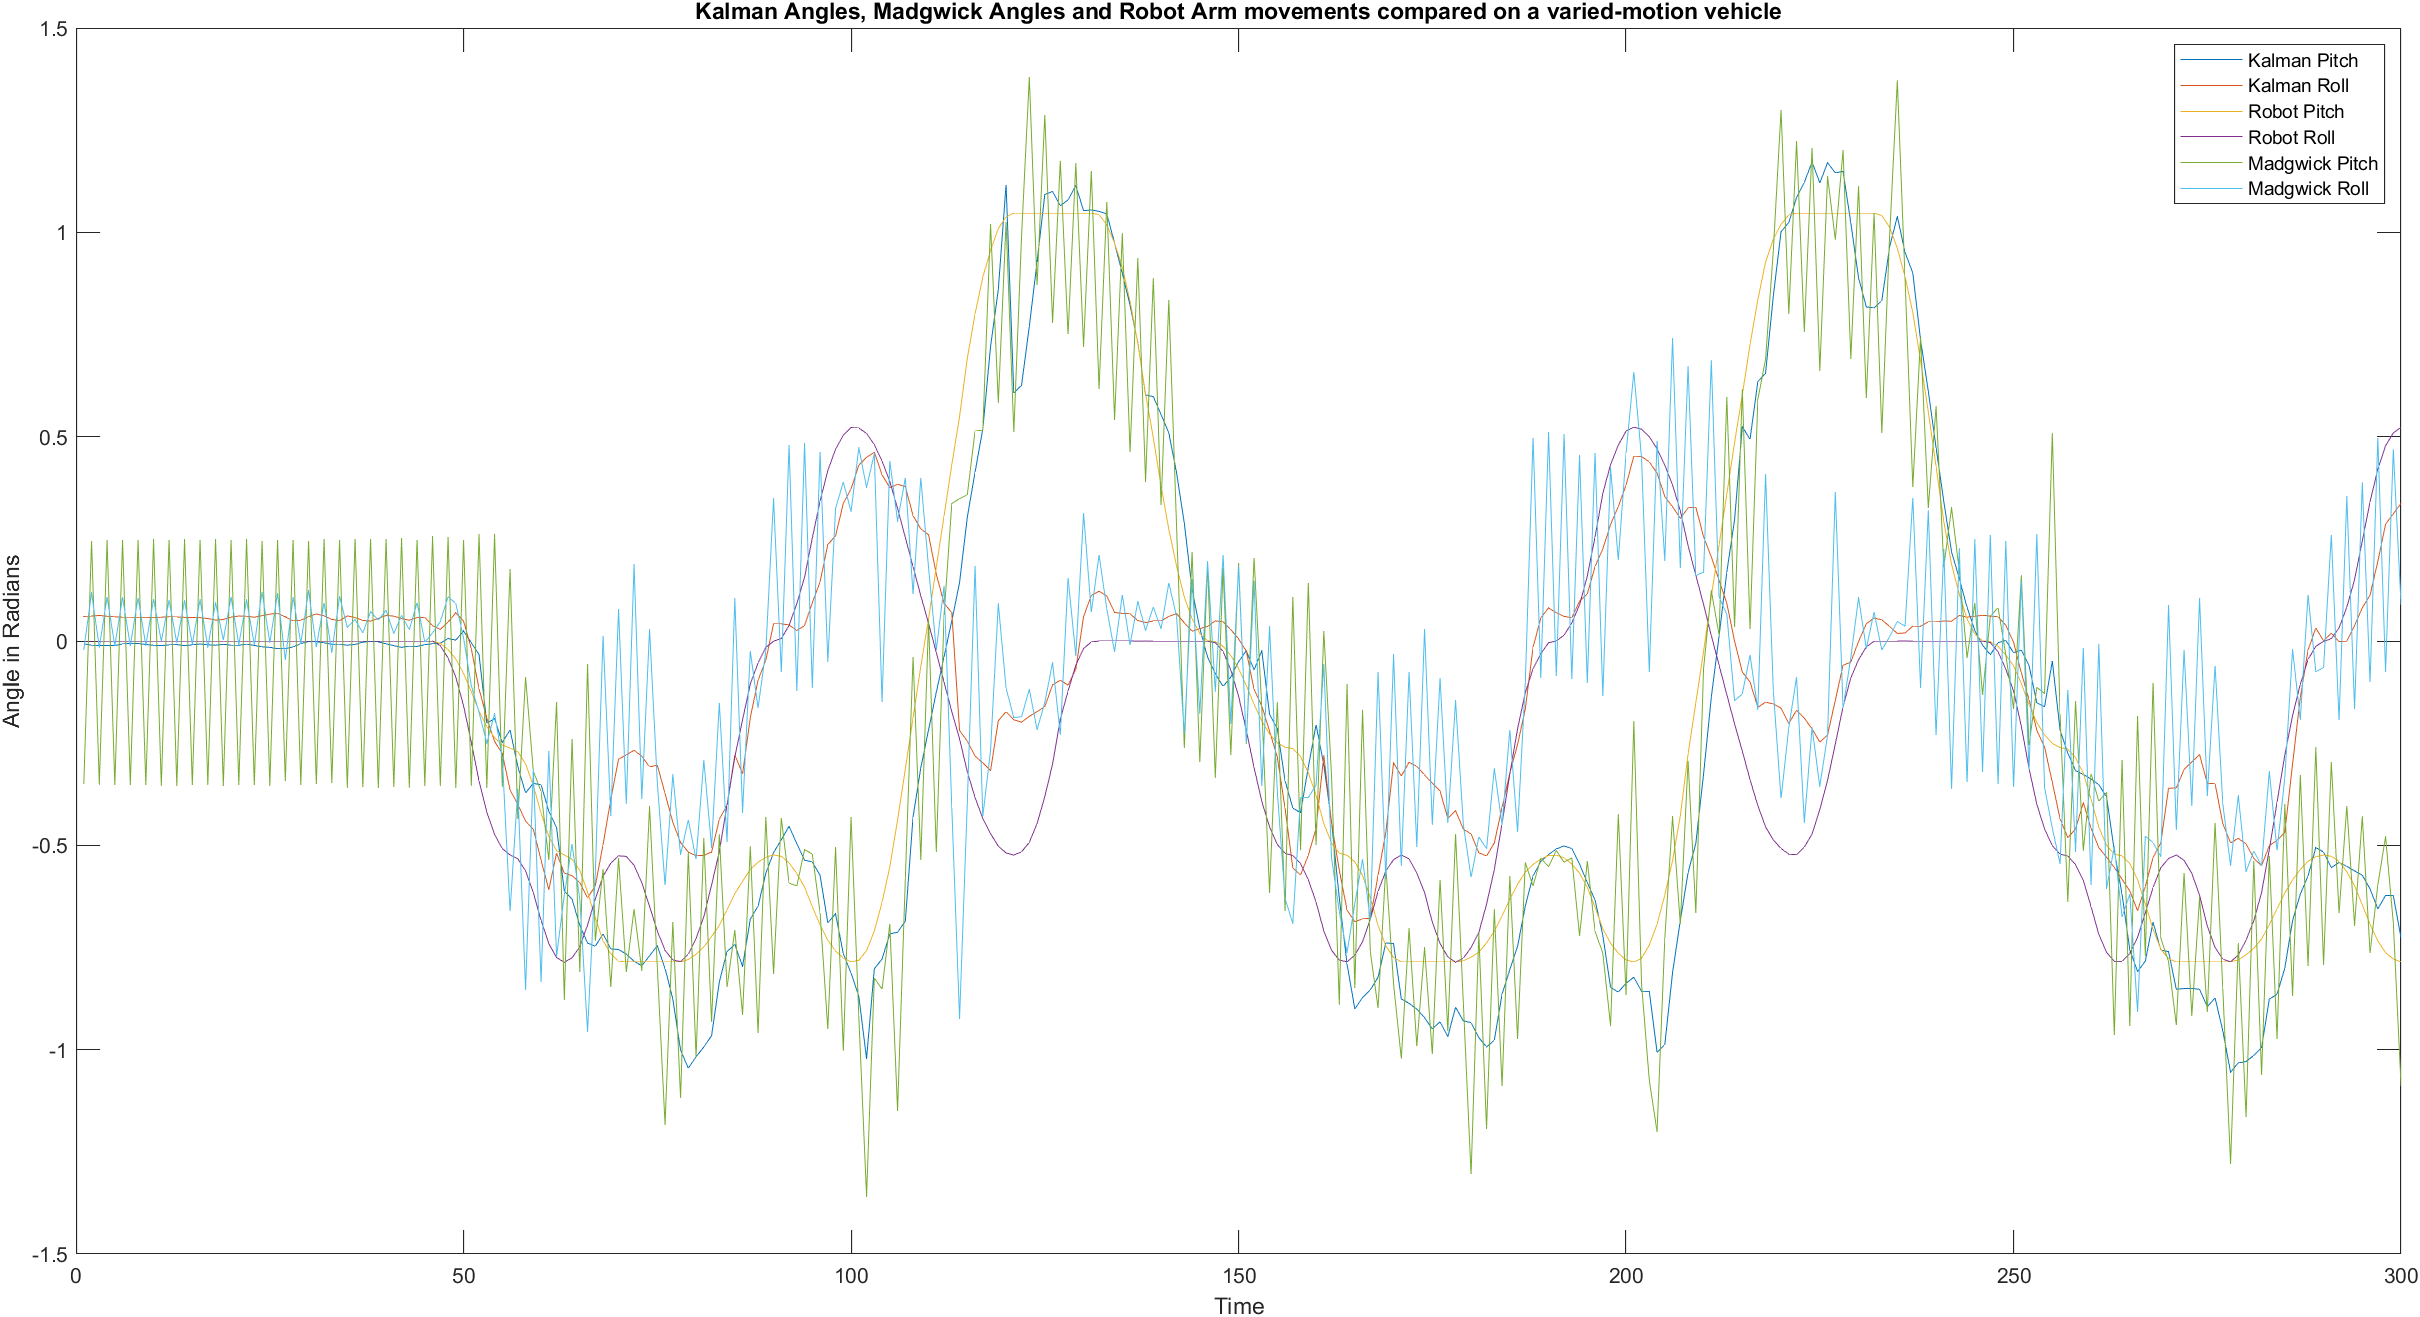 Kalman Angles, Madgwick Angles and Robot Arm movements compared on a varied-motion vehicle
Kalman Pitch
Kalman Roll
Robot Pitch
Robot Roll
Madgwick Pitch
Madgwick Roll
Angle in Radians
1.5
1
0.5
0
-0.5
-1
-1.5
0 50 100 150 200 250 300
Time